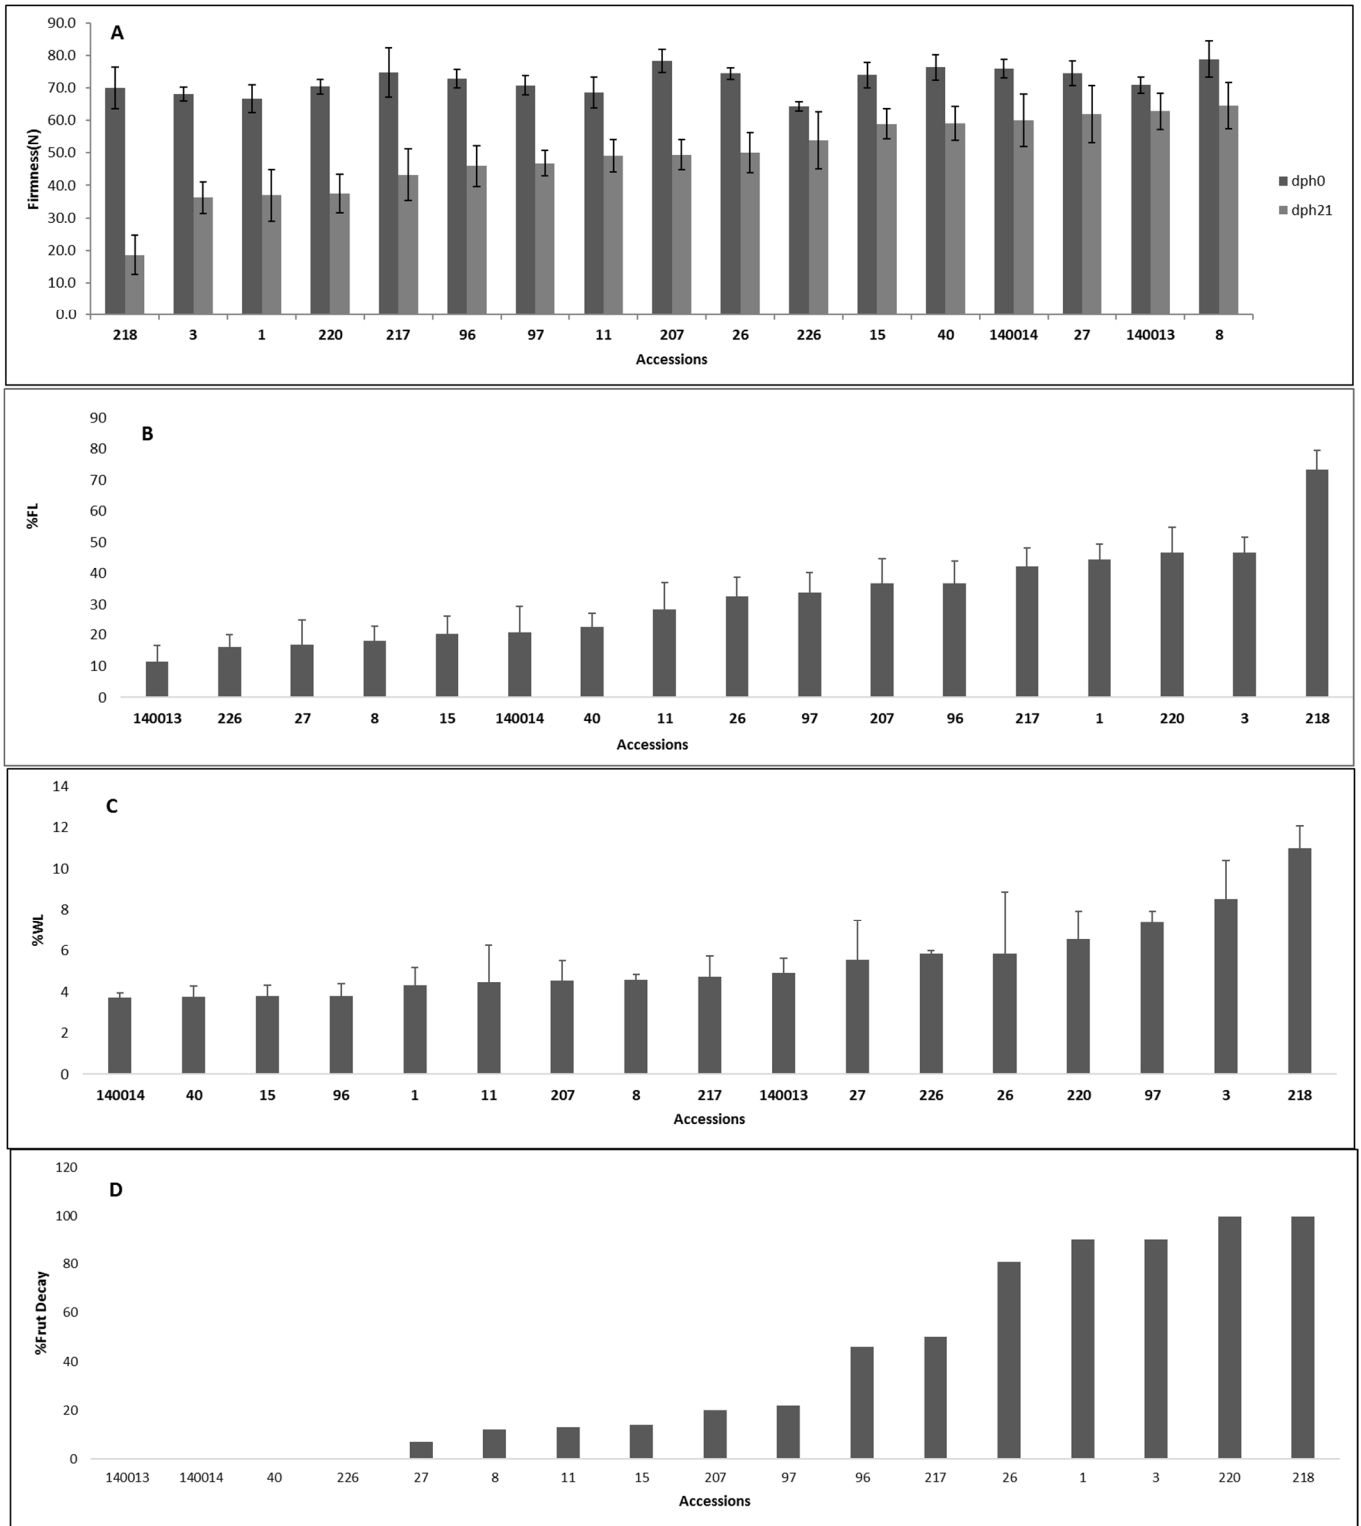 A
90.0
80.0
70.0
60.0
50.0
40.0
30.0
20.0
10.0
0.0
Firmness(N)
218 3 1 220 217 96 97 11 207 26 226 15 40 140014 27 140013 8
Accessions
dph0
dph21
B
90
80
70
60
50
40
30
20
10
0
%FL
140013 226 27 8 15 140014 40 11 26 97 207 96 217 1 220 3 218
Accessions
C
14
12
10
8
6
4
2
0
%WL
140014 40 15 96 1 11 207 8 217 140013 27 226 26 220 97 3 218
Accessions
D
120
100
80
60
40
20
0
%Frut Decay
140013 140014 40 226 27 8 11 15 207 97 96 217 26 1 3 220 218
Accessions